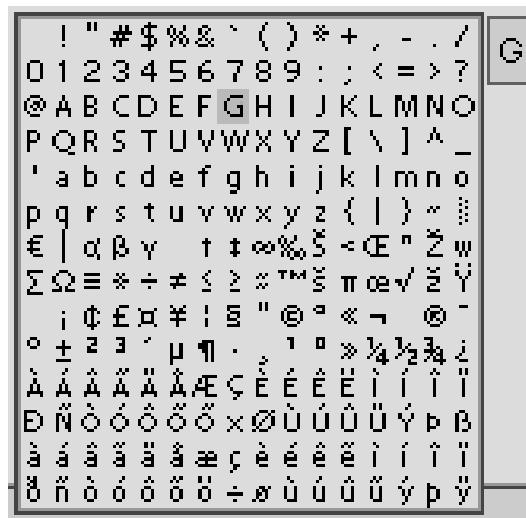 ! " # $ % & ` ( ) * + , - . /
0 1 2 3 4 5 6 7 8 9 : ; < = > ?
@ A B C D E F G H I J K L M N O
P Q R S T U V W X Y Z [ \ ] ^ _
' a b c d e f g h i j k l m n o
p q r s t u v w x y z { | } ~
€ | α β γ † ‡ ∞ ‰ Š < Œ " Ž w
Σ Ω ≡ ÷ ≠ ≤ ≥ ≈ ™ š π œ √ ž Ÿ
¡ ¢ £ ¤ ¥ ¦ § " © ª « ¬ ® ¯
° ± ² ³ ´ µ ¶ · ¸ ¹ º » ¼ ½ ¾ ¿
À Á Â Ã Ä Å Æ Ç È É Ê Ë Ì Í Î Ï
Ð Ñ Ò Ó Ô Õ Ö × Ø Ù Ú Û Ü Ý Þ ß
à á â ã ä å æ ç è é ê ë ì í î ï
ð ñ ò ó ô õ ö ÷ ø ù ú û ü ý þ ÿ
G